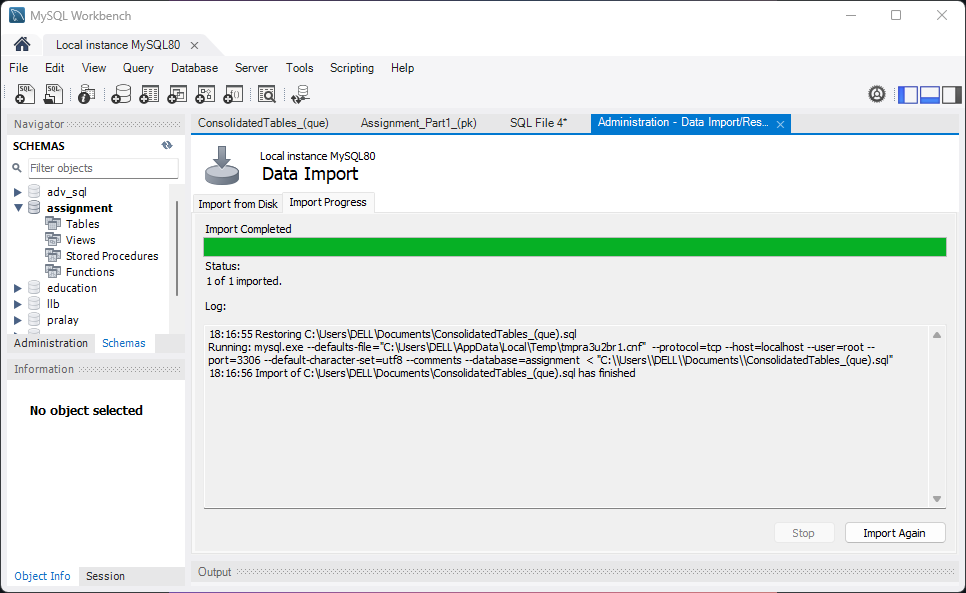 MySQL Workbench
Local instance MySQL80
File Edit View Query Database Server Tools Scripting Help
Navigator
SCHEMAS
Filter objects
adv_sql
assignment
Tables
Views
Stored Procedures
Functions
education
llb
pralay
Administration Schemas
Information
No object selected
Object Info Session
ConsolidatedTables_(que) Assignment_Part1_(pk) SQL File 4* Administration - Data Import/Res...
Local instance MySQL80
Data Import
Import from Disk Import Progress
Import Completed
Status:
1 of 1 imported.
Log:
18:16:55 Restoring C:\Users\DELL\Documents\ConsolidatedTables_(que).sql
Running: mysql.exe --defaults-file="C:\Users\DELL\AppData\Local\Temp\tmpra3u2br1.cnf" --protocol=tcp --host=localhost --user=root --
port=3306 --default-character-set=utf8 --comments --database=assignment < "C:\\Users\\DELL\\Documents\\ConsolidatedTables_(que).sql"
18:16:56 Import of C:\Users\DELL\Documents\ConsolidatedTables_(que).sql has finished
Stop Import Again
Output